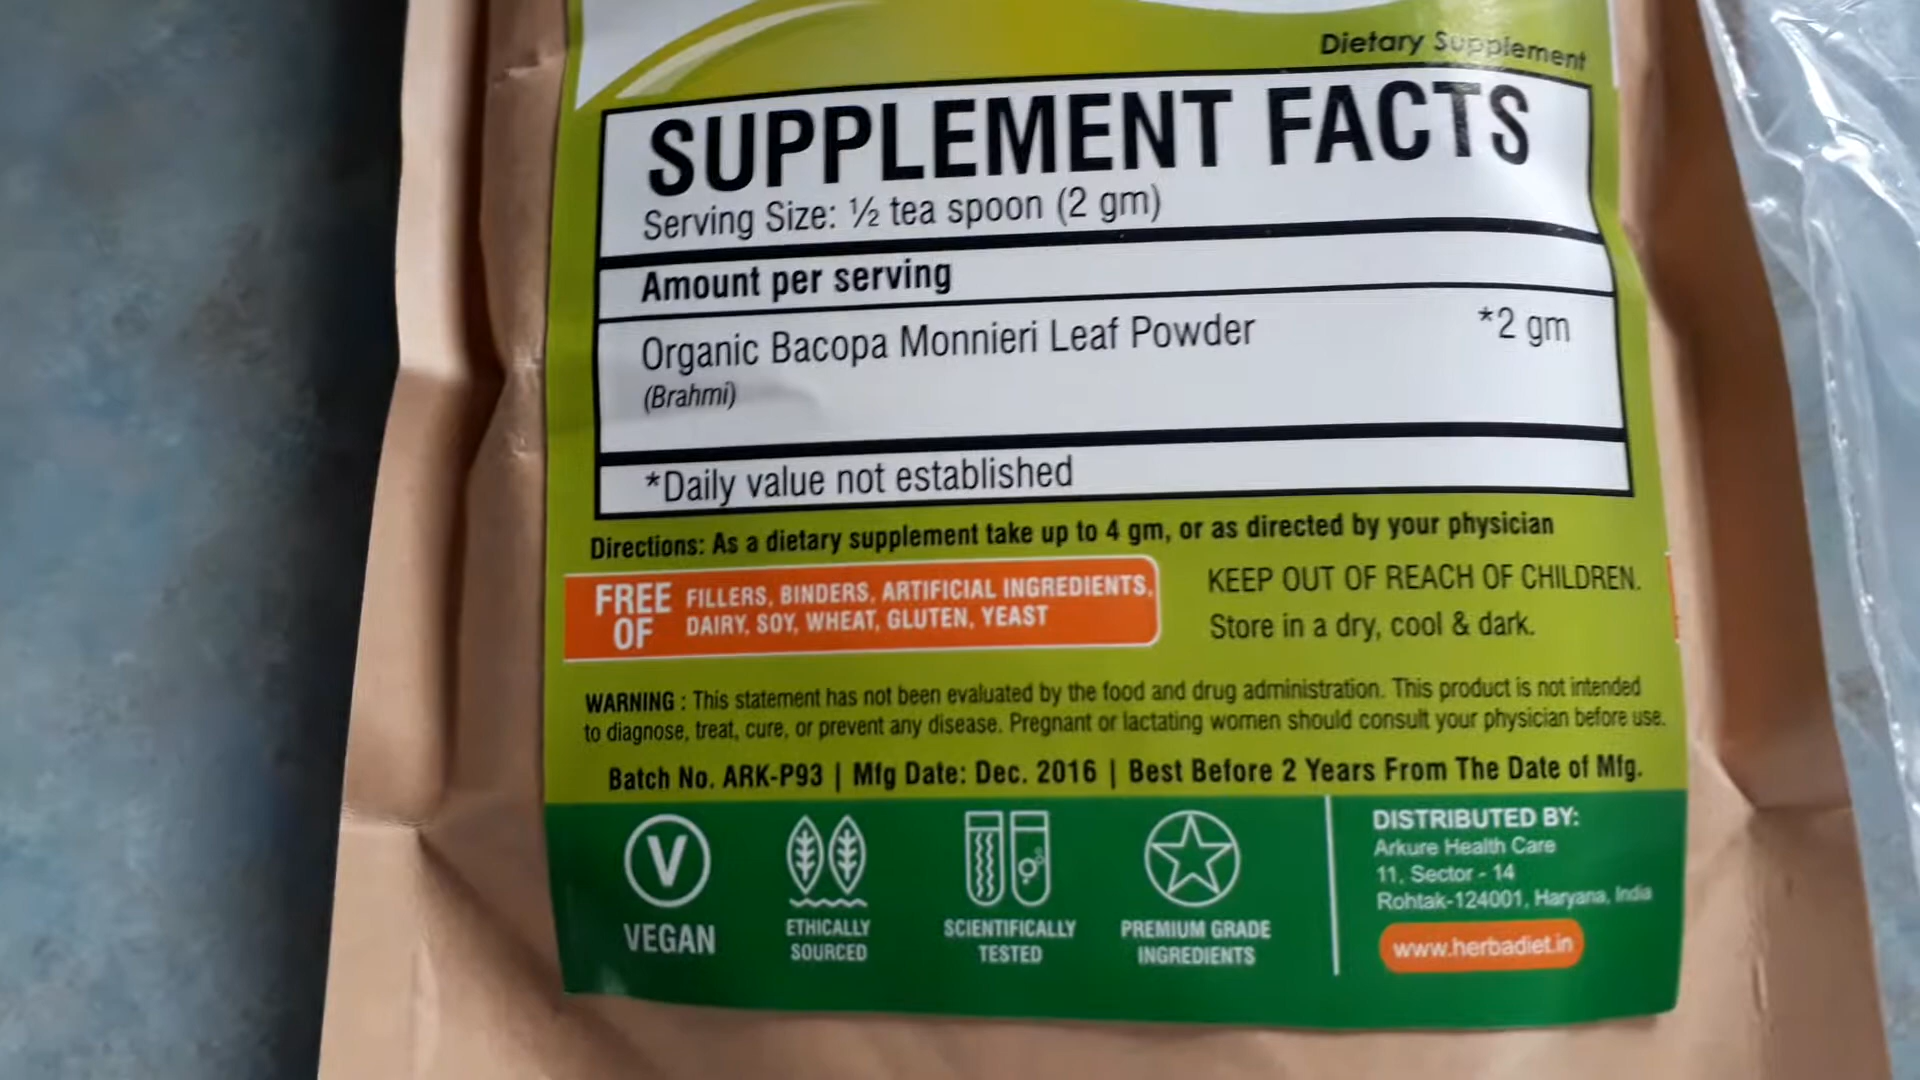 Dietary Supplement
SUPPLEMENT FACTS
Serving Size: ½ tea spoon (2 gm)
Amount per serving
Organic Bacopa Monnieri Leaf Powder *2 gm
(Brahmi)
*Daily value not established
Directions: As a dietary supplement take up to 4 gm, or as directed by your physician
FREE OF
FILLERS, BINDERS, ARTIFICIAL INGREDIENTS,
DAIRY, SOY, WHEAT, GLUTEN, YEAST
KEEP OUT OF REACH OF CHILDREN.
Store in a dry, cool & dark.
WARNING : This statement has not been evaluated by the food and drug administration. This product is not intended
to diagnose, treat, cure, or prevent any disease. Pregnant or lactating women should consult your physician before use.
Batch No. ARK-P93 | Mfg Date: Dec. 2016 | Best Before 2 Years From The Date of Mfg.
V
VEGAN
ETHICALLY
SOURCED
SCIENTIFICALLY
TESTED
PREMIUM GRADE
INGREDIENTS
DISTRIBUTED BY:
Arkure Health Care
11, Sector - 14
Rohtak-124001, Haryana, India
www.herbadiet.in